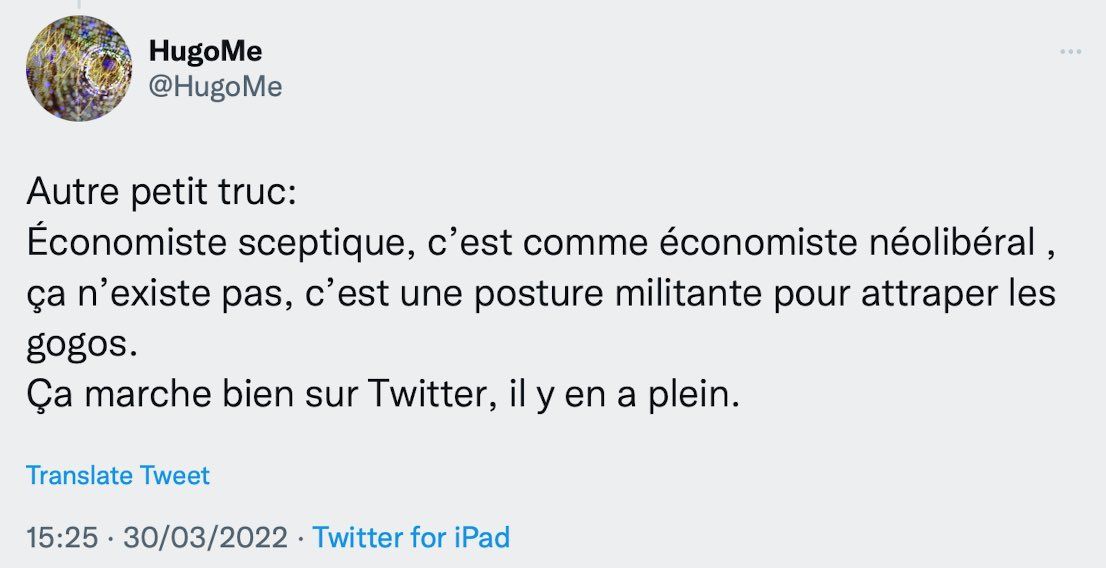 HugoMe
@HugoMe
Autre petit truc:
Économiste sceptique, c’est comme économiste néolibéral ,
ça n’existe pas, c’est une posture militante pour attraper les
gogos.
Ça marche bien sur Twitter, il y en a plein.
Translate Tweet
15:25 · 30/03/2022 · Twitter for iPad